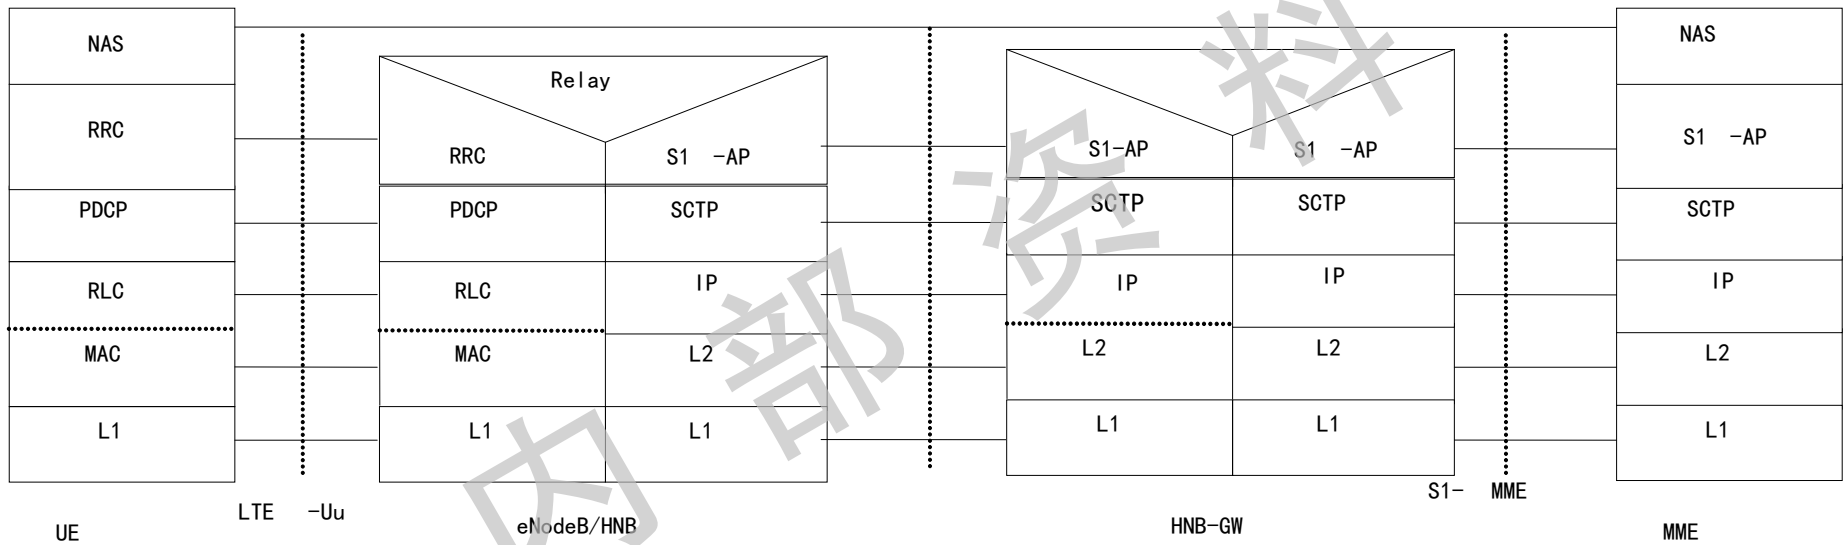 NAS
RRC
PDCP
RLC
MAC
L1
UE
LTE -Uu
Relay
RRC
S1 -AP
PDCP
SCTP
RLC
IP
MAC
L2
L1
L1
eNodeB/HNB
S1-AP
S1 -AP
SCTP
SCTP
IP
IP
L2
L2
L1
L1
HNB-GW
S1- MME
NAS
S1 -AP
SCTP
IP
L2
L1
MME
内部资料